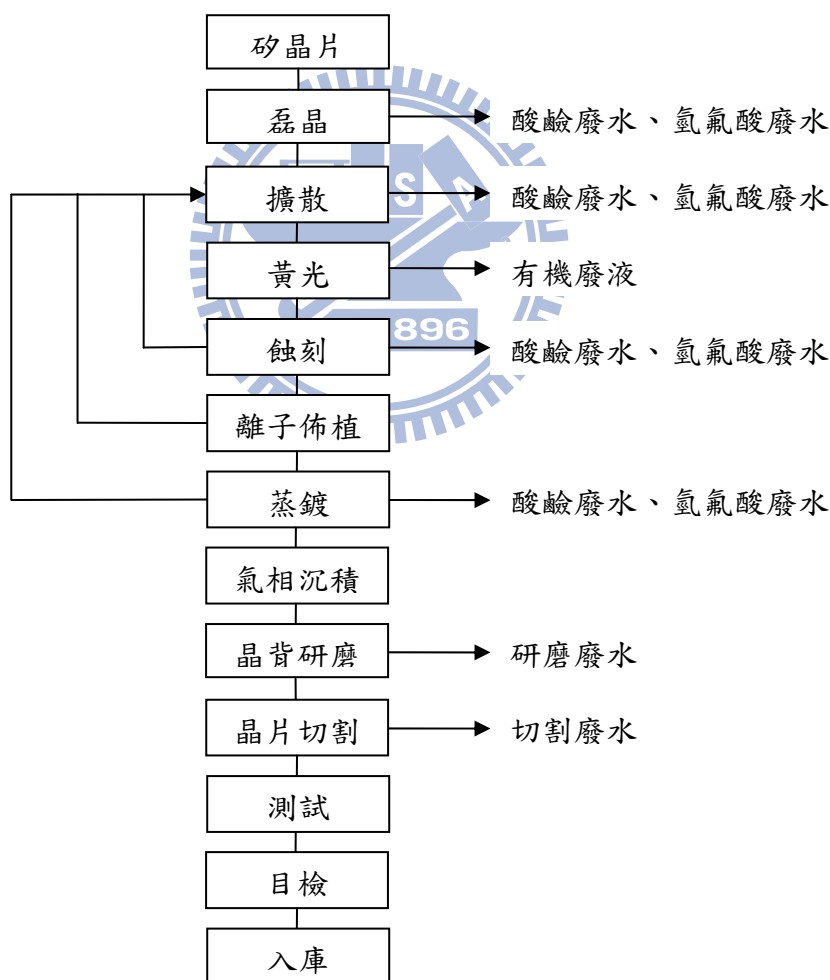 矽晶片
磊晶 酸鹼廢水、氫氟酸廢水
擴散 酸鹼廢水、氫氟酸廢水
黃光 有機廢液
蝕刻 酸鹼廢水、氫氟酸廢水
離子佈植
蒸鍍 酸鹼廢水、氫氟酸廢水
氣相沉積
晶背研磨 研磨廢水
晶片切割 切割廢水
測試
目檢
入庫
S
A
896